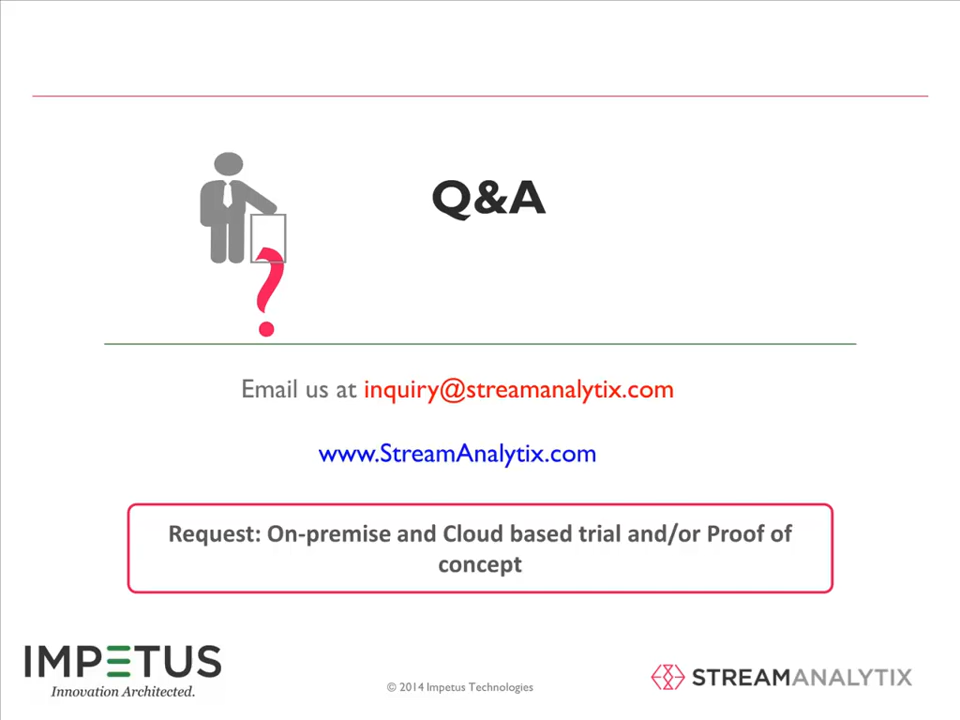 Q&A
?
Email us at inquiry@streamanalytix.com
www.StreamAnalytix.com
Request: On-premise and Cloud based trial and/or Proof of
concept
IMPETUS
Innovation Architected.
© 2014 Impetus Technologies
STREAMANALYTIX